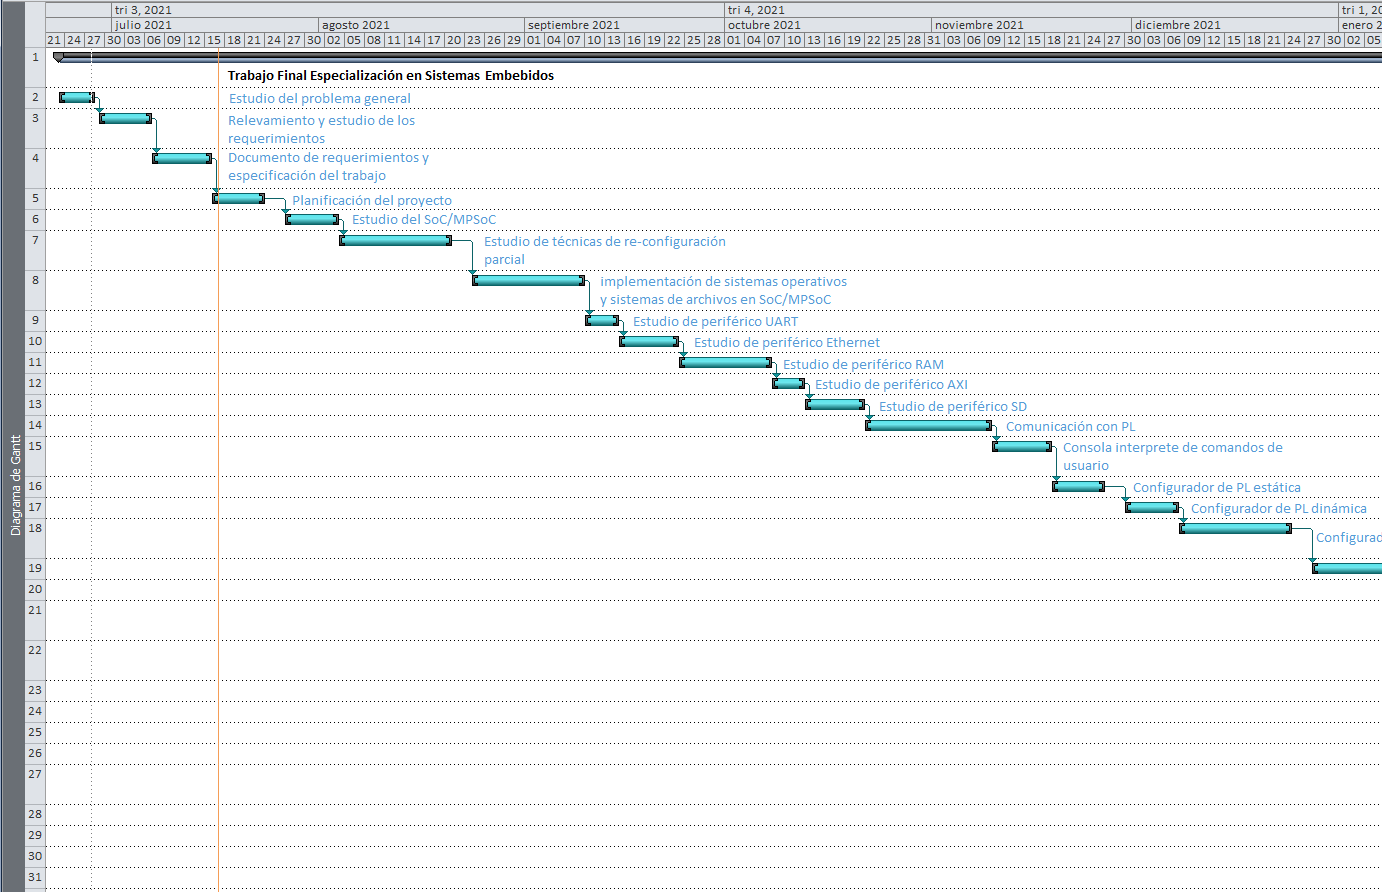 tri 3, 2021
tri 4, 2021
tri 1, 20
julio 2021
agosto 2021
septiembre 2021
octubre 2021
noviembre 2021
diciembre 2021
enero 2
21 24 27 30 03 06 09 12 15 18 21 24 27 30 02 05 08 11 14 17 20 23 26 29 01 04 07 10 13 16 19 22 25 28 01 04 07 10 13 16 19 22 25 28 31 03 06 09 12 15 18 21 24 27 30 03 06 09 12 15 18 21 24 27 30 02 05
Diagrama de Gantt
1
Trabajo Final Especialización en Sistemas Embebidos
2
Estudio del problema general
3
Relevamiento y estudio de los
requerimientos
4
Documento de requerimientos y
especificación del trabajo
5
Planificación del proyecto
6
Estudio del SoC/MPSoC
7
Estudio de técnicas de re-configuración
parcial
8
implementación de sistemas operativos
y sistemas de archivos en SoC/MPSoC
9
Estudio de periférico UART
10
Estudio de periférico Ethernet
11
Estudio de periférico RAM
12
Estudio de periférico AXI
13
Estudio de periférico SD
14
Comunicación con PL
15
Consola interprete de comandos de
usuario
16
Configurador de PL estática
17
Configurador de PL dinámica
18
Configurad
19
20
21
22
23
24
25
26
27
28
29
30
31